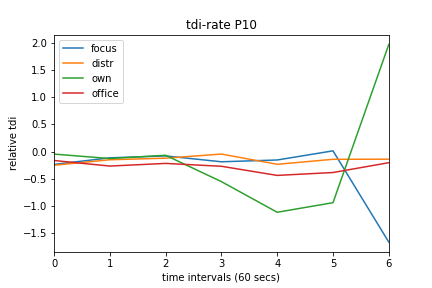 tdi-rate P10
focus
distr
own
office
relative tdi
2.0
1.5
1.0
0.5
0.0
−0.5
−1.0
−1.5
0 1 2 3 4 5 6
time intervals (60 secs)